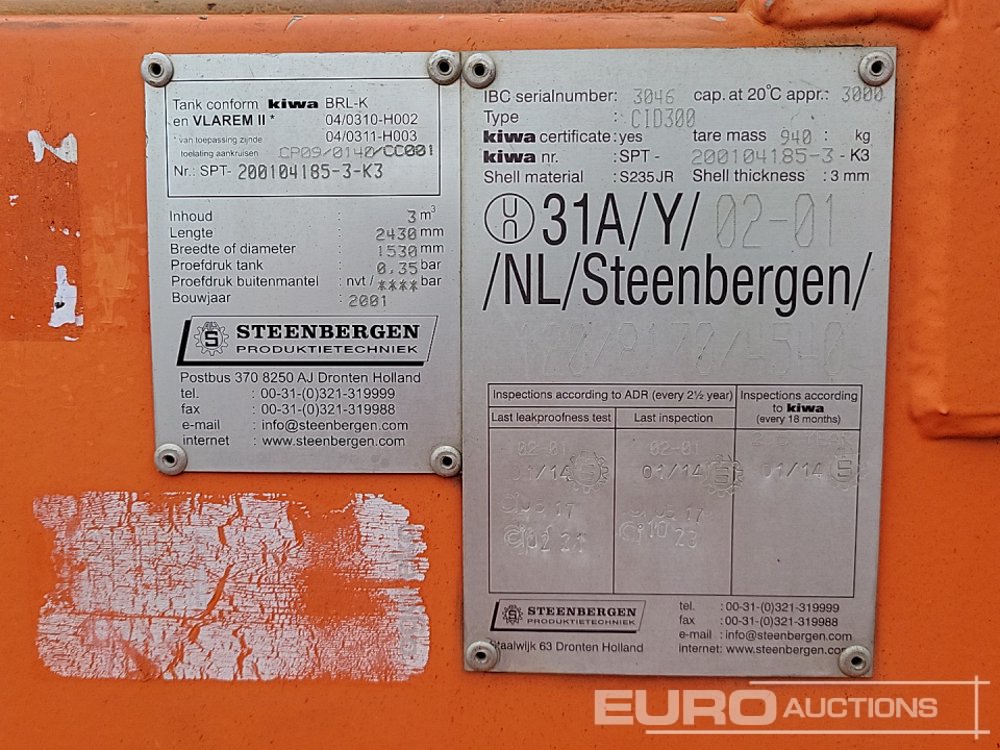 Tank conform kiwa BRL-K
en VLAREM II * 04/0310-H002
* van toepassing zijnde 04/0311-H003
toelating aankruisen CP09/0140/CC001
Nr.: SPT- 200104185-3-K3
Inhoud : 3 m³
Lengte : 2430 mm
Breedte of diameter : 1530 mm
Proefdruk tank : 0,35 bar
Proefdruk buitenmantel : nvt / **** bar
Bouwjaar : 2001
STEENBERGEN
PRODUKTIETECHNIEK
Postbus 370 8250 AJ Dronten Holland
tel. : 00-31-(0)321-319999
fax : 00-31-(0)321-319988
e-mail : info@steenbergen.com
internet : www.steenbergen.com
IBC serialnumber: 3046 cap. at 20°C appr.: 3000
Type : CID300
kiwa certificate: yes tare mass 940 : kg
kiwa nr. : SPT - 200104185-3 - K3
Shell material : S235JR Shell thickness : 3 mm
UN 31A/Y/ 02-01
/NL/Steenbergen/
Inspections according to ADR (every 2½ year)
Inspections according
to kiwa
(every 18 months)
Last leakproofness test Last inspection
02-01 02-01
01/14 S 01/14 S 01/14 S
17 17
02 21 10 23
STEENBERGEN
PRODUKTIETECHNIEK
Staalwijk 63 Dronten Holland
tel. : 00-31-(0)321-319999
fax : 00-31-(0)321-319988
e-mail : info@steenbergen.com
internet: www.steenbergen.com
EURO AUCTIONS